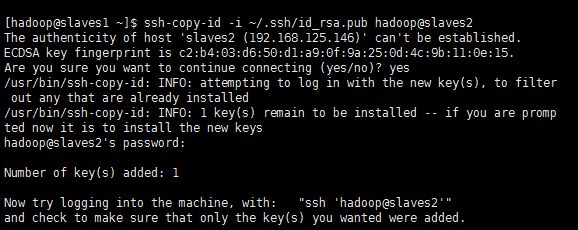 [hadoop@slaves1 ~]$ ssh-copy-id -i ~/.ssh/id_rsa.pub hadoop@slaves2
The authenticity of host 'slaves2 (192.168.125.146)' can't be established.
ECDSA key fingerprint is c2:b4:03:d6:50:d1:a9:0f:9a:25:0d:4c:9b:11:0e:15.
Are you sure you want to continue connecting (yes/no)? yes
/usr/bin/ssh-copy-id: INFO: attempting to log in with the new key(s), to filter
 out any that are already installed
/usr/bin/ssh-copy-id: INFO: 1 key(s) remain to be installed -- if you are promp
ted now it is to install the new keys
hadoop@slaves2's password:
Number of key(s) added: 1
Now try logging into the machine, with:   "ssh 'hadoop@slaves2'"
and check to make sure that only the key(s) you wanted were added.